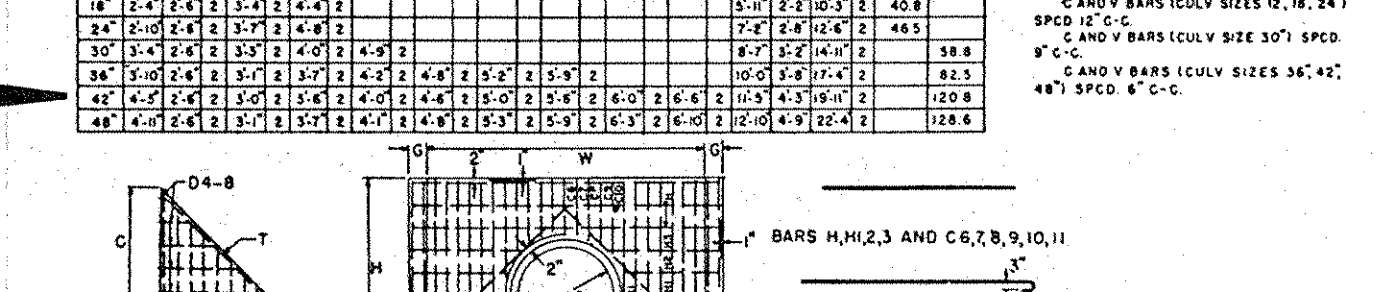 18" 2'-4" 2'-6" 2 3'-4" 2 4'-4" 2 5'-11" 2'-2" 10'-3" 2 40.8
24" 2'-10" 2'-6" 2 3'-7" 2 4'-8" 2 7'-2" 2'-8" 12'-6" 2 46.5
30" 3'-4" 2'-6" 2 3'-3" 2 4'-0" 2 4'-9" 2 8'-7" 3'-2" 14'-11" 2 58.8
36" 3'-10" 2'-6" 2 3'-1" 2 3'-7" 2 4'-2" 2 4'-8" 2 5'-2" 2 5'-9" 2 10'-0" 3'-8" 17'-4" 2 82.5
42" 4'-5" 2'-6" 2 3'-0" 2 3'-6" 2 4'-0" 2 4'-6" 2 5'-0" 2 5'-6" 2 6'-0" 2 6'-6" 2 11'-5" 4'-3" 19'-11" 2 120.8
48" 4'-11" 2'-6" 2 3'-1" 2 3'-7" 2 4'-1" 2 4'-8" 2 5'-3" 2 5'-9" 2 6'-3" 2 6'-10" 2 12'-10" 4'-9" 22'-4" 2 128.6
C AND V BARS (CULV SIZES 12, 18, 24)
SPCD 12" C-C.
C AND V BARS (CULV SIZE 30") SPCD.
9" C-C.
C AND V BARS (CULV SIZES 36", 42",
48") SPCD. 6" C-C.
G 2" 1" W G
D4-8
C
T
H
2"
1"
BARS H,H1,2,3 AND C6,7,8,9,10,11
3"